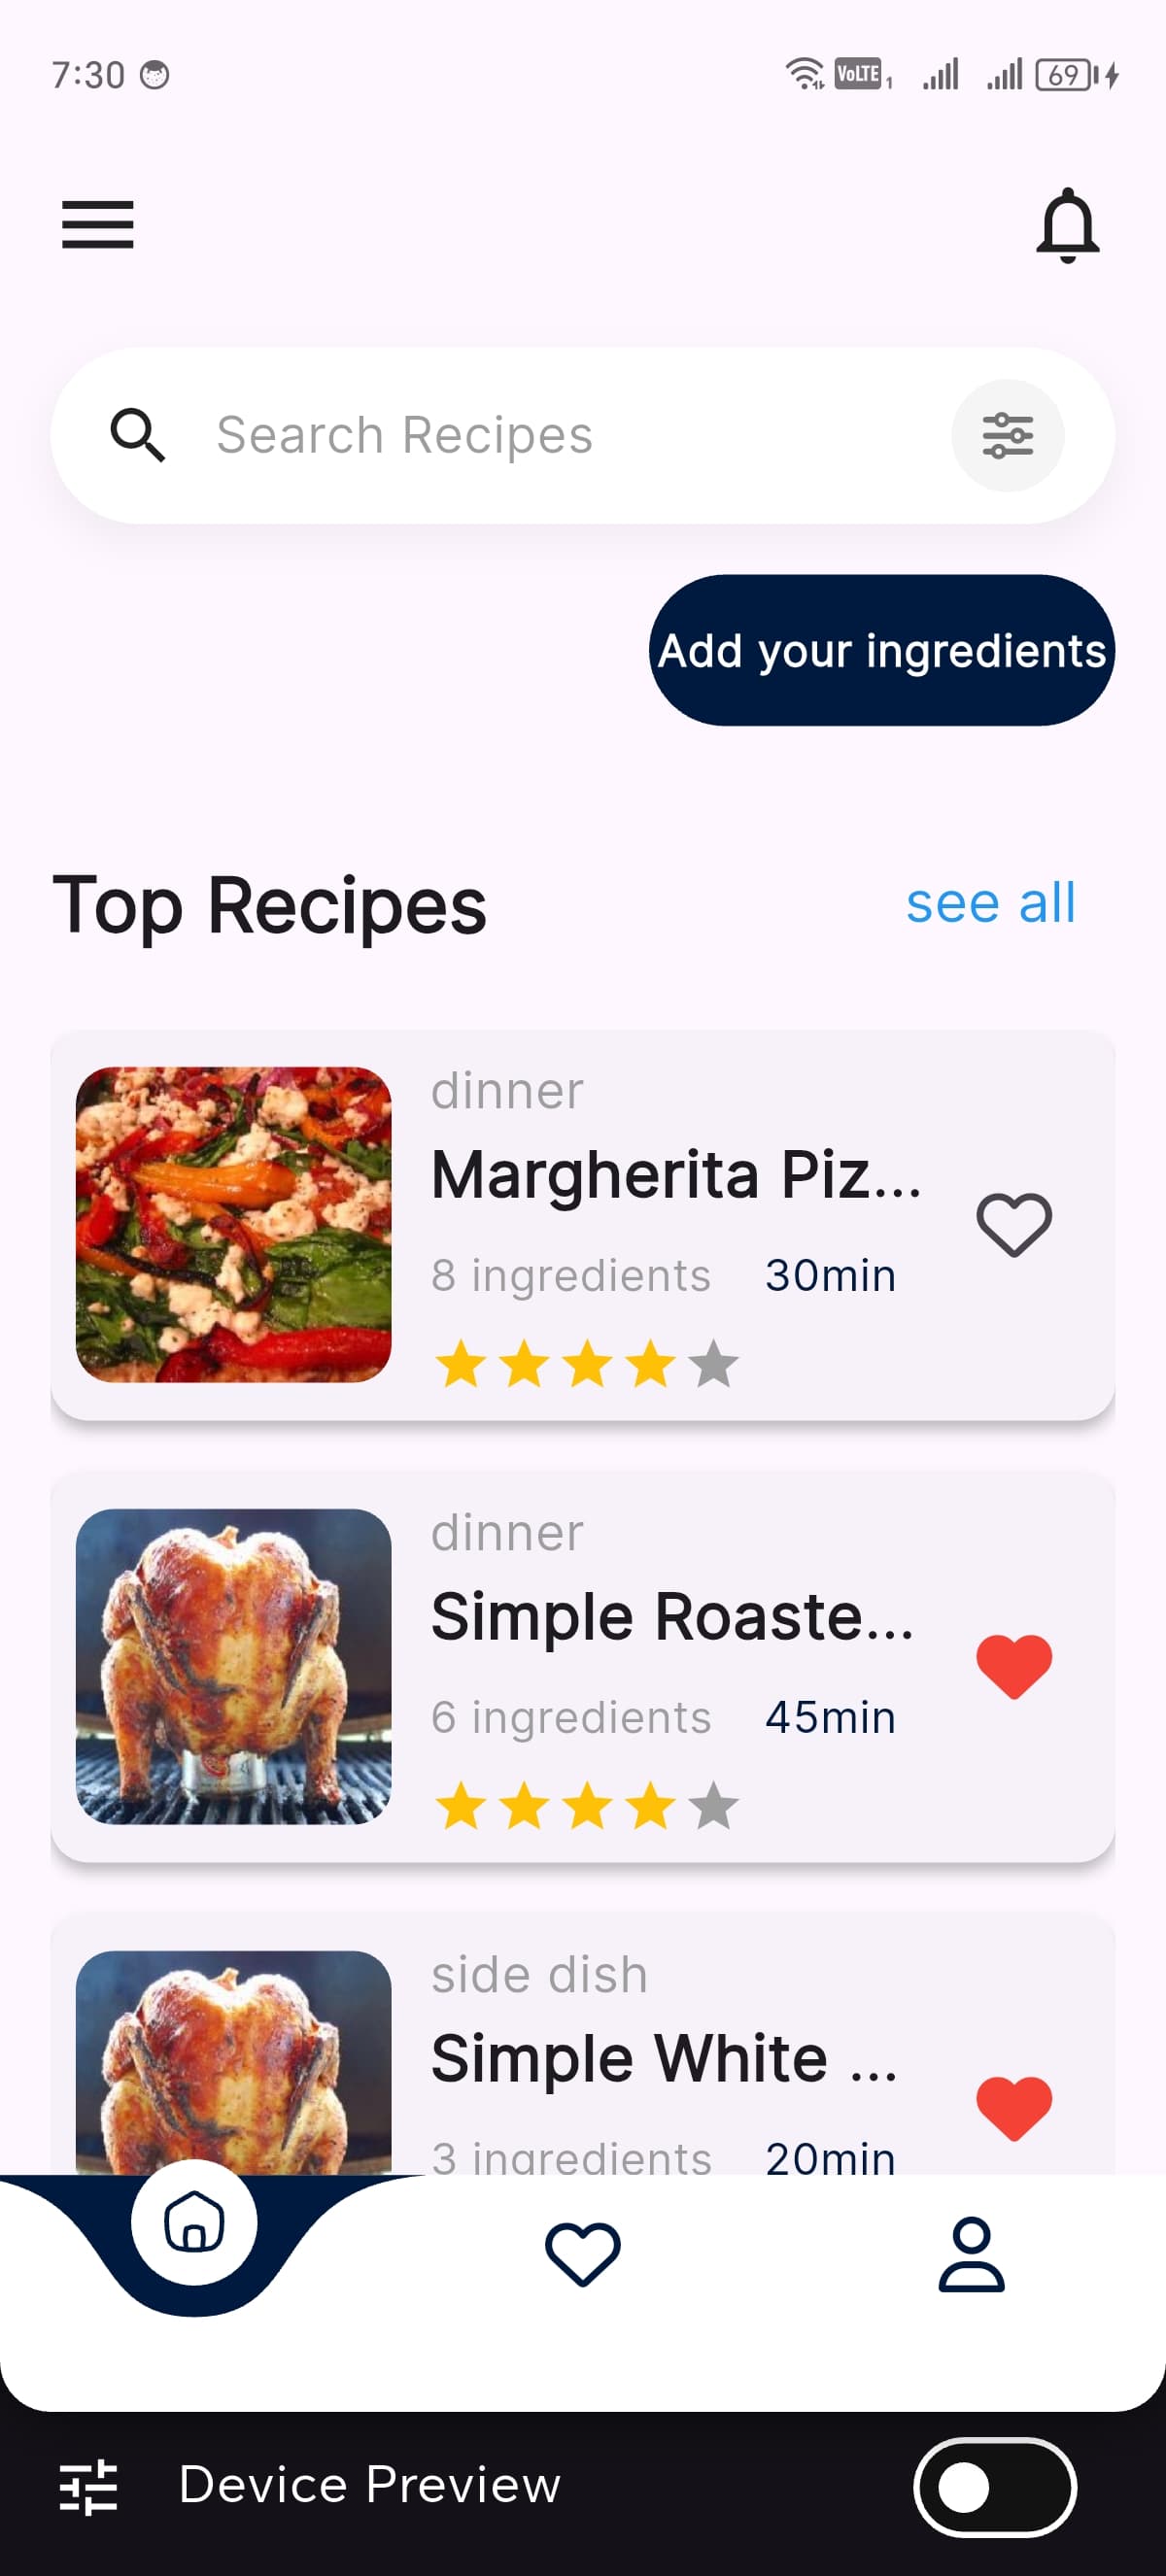 7:30 VoLTE 1 69
Search Recipes
Add your ingredients
Top Recipes see all
dinner
Margherita Piz...
8 ingredients 30min
dinner
Simple Roaste...
6 ingredients 45min
side dish
Simple White ...
3 ingredients 20min
Device Preview